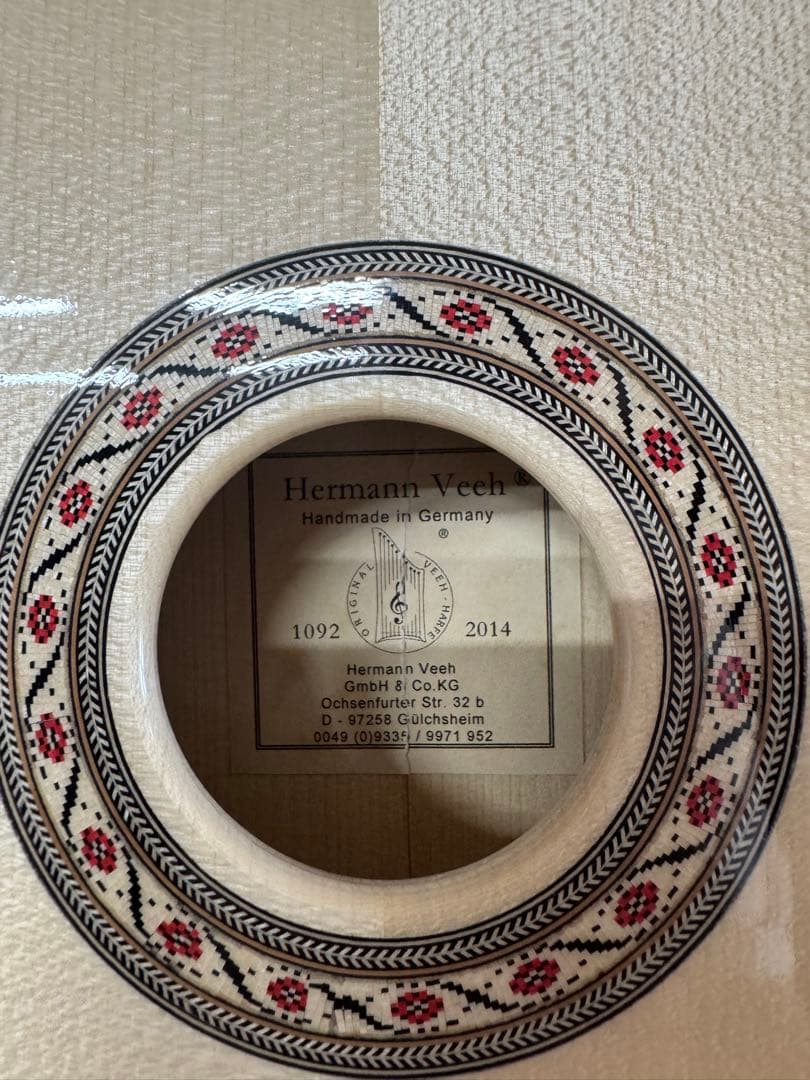 Hermann Veeh ®
Handmade in Germany
®
ORIGINAL VEEH · HARFE
1092 2014
Hermann Veeh
GmbH & Co.KG
Ochsenfurter Str. 32 b
D - 97258 Gülchsheim
0049 (0)9335 / 9971 952